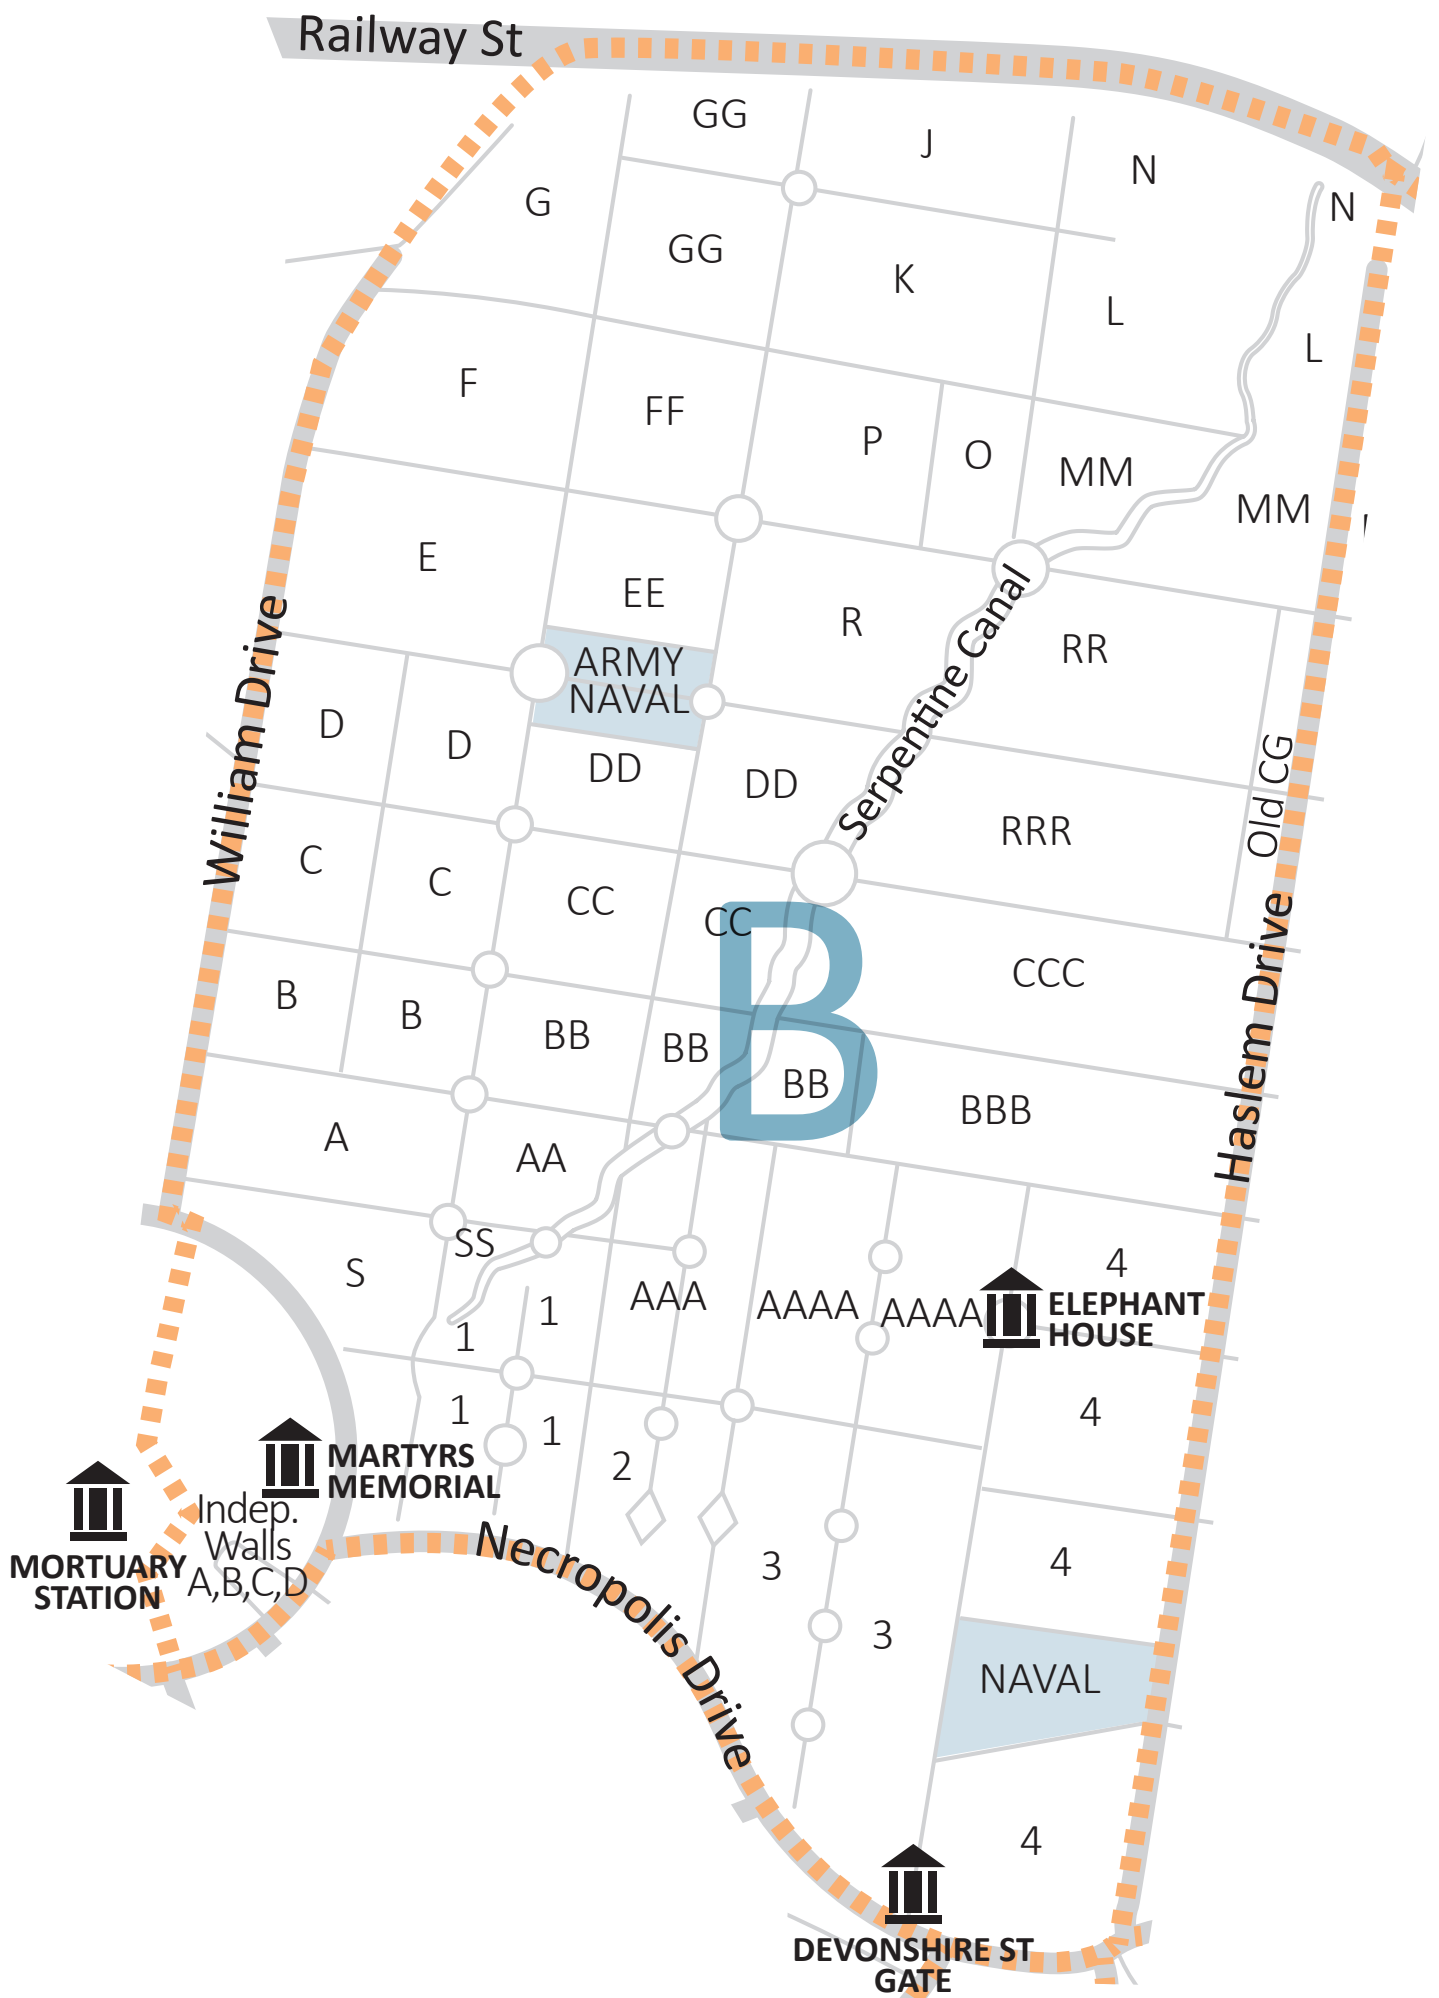 Railway St
GG
J
N
N
G
GG
K
L
L
F
FF
P
O
MM
MM
E
EE
R
RR
ARMY
NAVAL
William Drive
Serpentine Canal
D
D
DD
DD
RRR
Old CG
C
C
CC
CC
CCC
Haslem Drive
B
B
B
BB
BB
BB
BBB
A
AA
S
SS
1
1
AAA
AAAA
AAAA
4
ELEPHANT
HOUSE
1
1
2
4
MARTYRS
MEMORIAL
Indep.
Walls
A,B,C,D
MORTUARY
STATION
Necropolis Drive
3
3
4
NAVAL
4
DEVONSHIRE ST
GATE